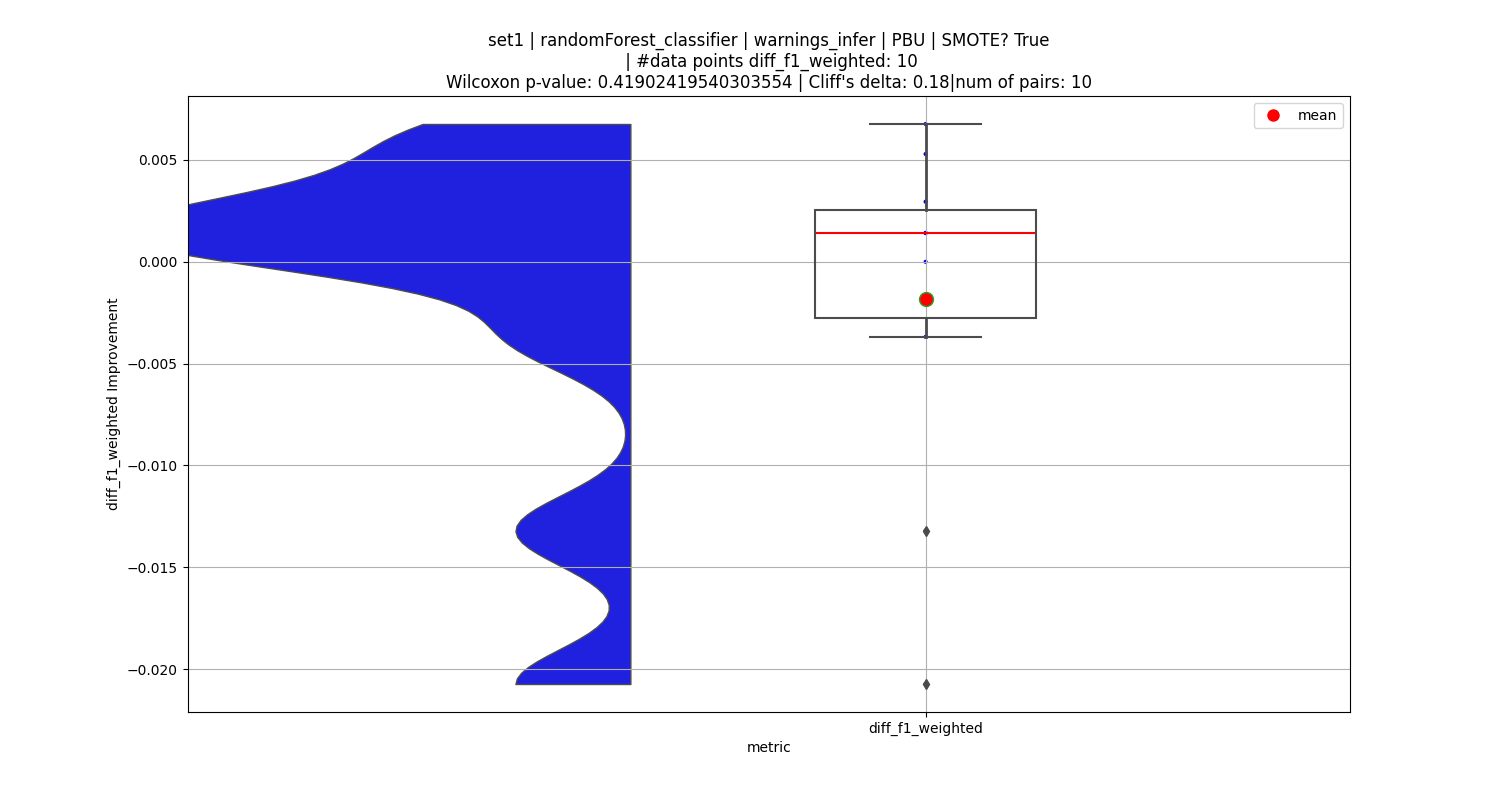 set1 | randomForest_classifier | warnings_infer | PBU | SMOTE? True
| #data points diff_f1_weighted: 10
Wilcoxon p-value: 0.41902419540303554 | Cliff's delta: 0.18|num of pairs: 10
mean
0.005
0.000
−0.005
−0.010
−0.015
−0.020
diff_f1_weighted Improvement
diff_f1_weighted
metric